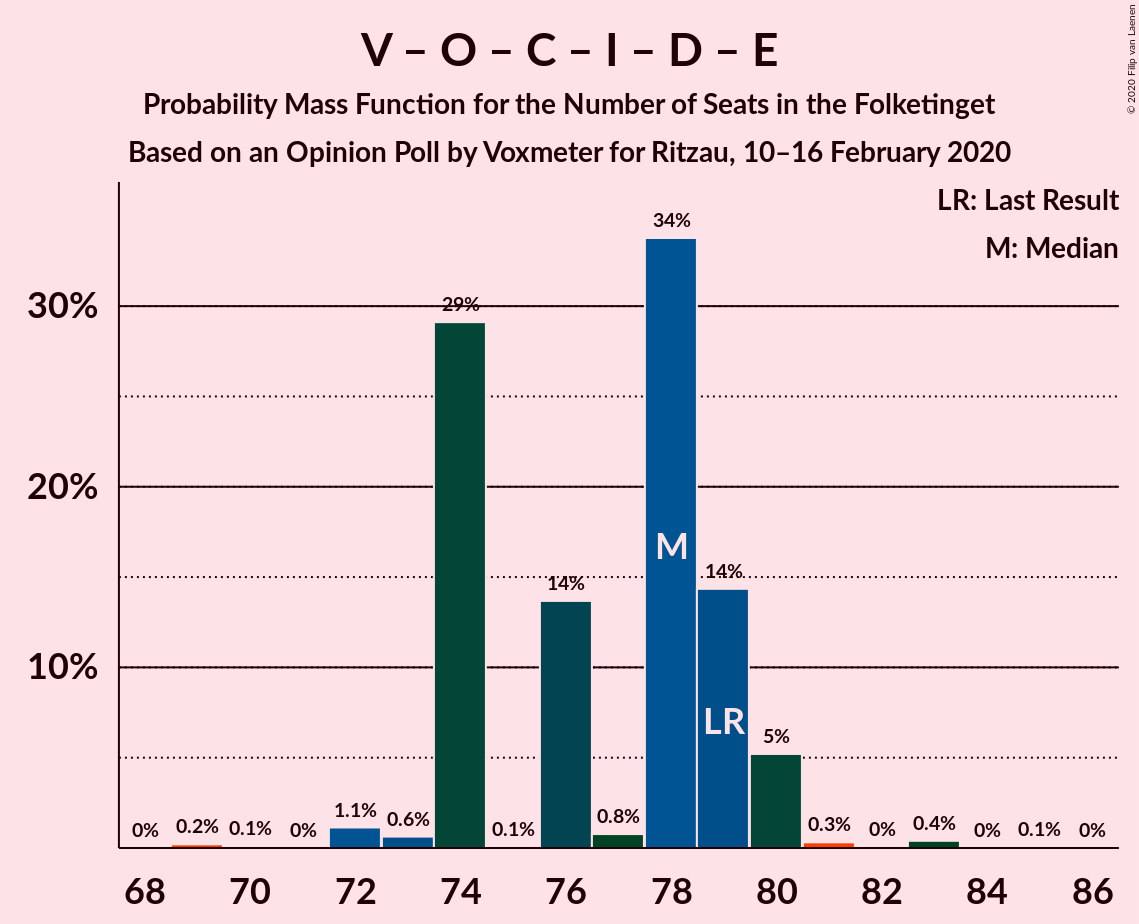 V – O – C – I – D – E
Probability Mass Function for the Number of Seats in the Folketinget
Based on an Opinion Poll by Voxmeter for Ritzau, 10–16 February 2020
© 2020 Filip van Laenen
LR: Last Result
M: Median
30%
20%
10%
0%
0.2%
0.1%
0%
1.1%
0.6%
29%
0.1%
14%
0.8%
34%
14%
5%
0.3%
0%
0.4%
0%
0.1%
0%
M
LR
68 70 72 74 76 78 80 82 84 86